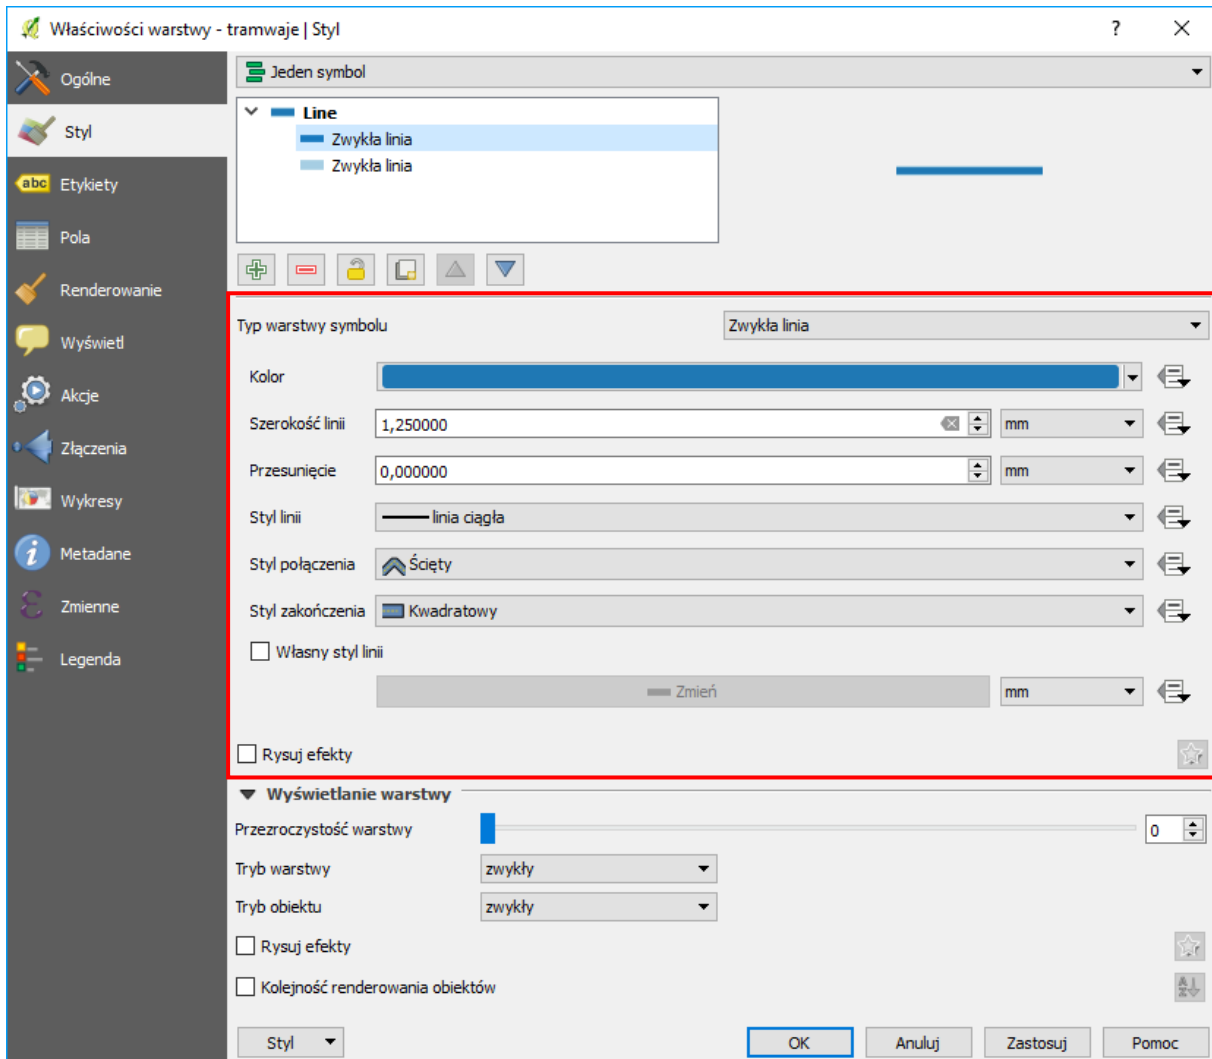 Właściwości warstwy - tramwaje | Styl
?
Ogólne
Styl
abc Etykiety
Pola
Renderowanie
Wyświetl
Akcje
Złączenia
Wykresy
Metadane
Zmienne
Legenda
Jeden symbol
Line
Zwykła linia
Zwykła linia
Typ warstwy symbolu Zwykła linia
Kolor
Szerokość linii 1,250000 mm
Przesunięcie 0,000000 mm
Styl linii linia ciągła
Styl połączenia Ścięty
Styl zakończenia Kwadratowy
Własny styl linii
Zmień mm
Rysuj efekty
Wyświetlanie warstwy
Przezroczystość warstwy 0
Tryb warstwy zwykły
Tryb obiektu zwykły
Rysuj efekty
Kolejność renderowania obiektów
Styl OK Anuluj Zastosuj Pomoc